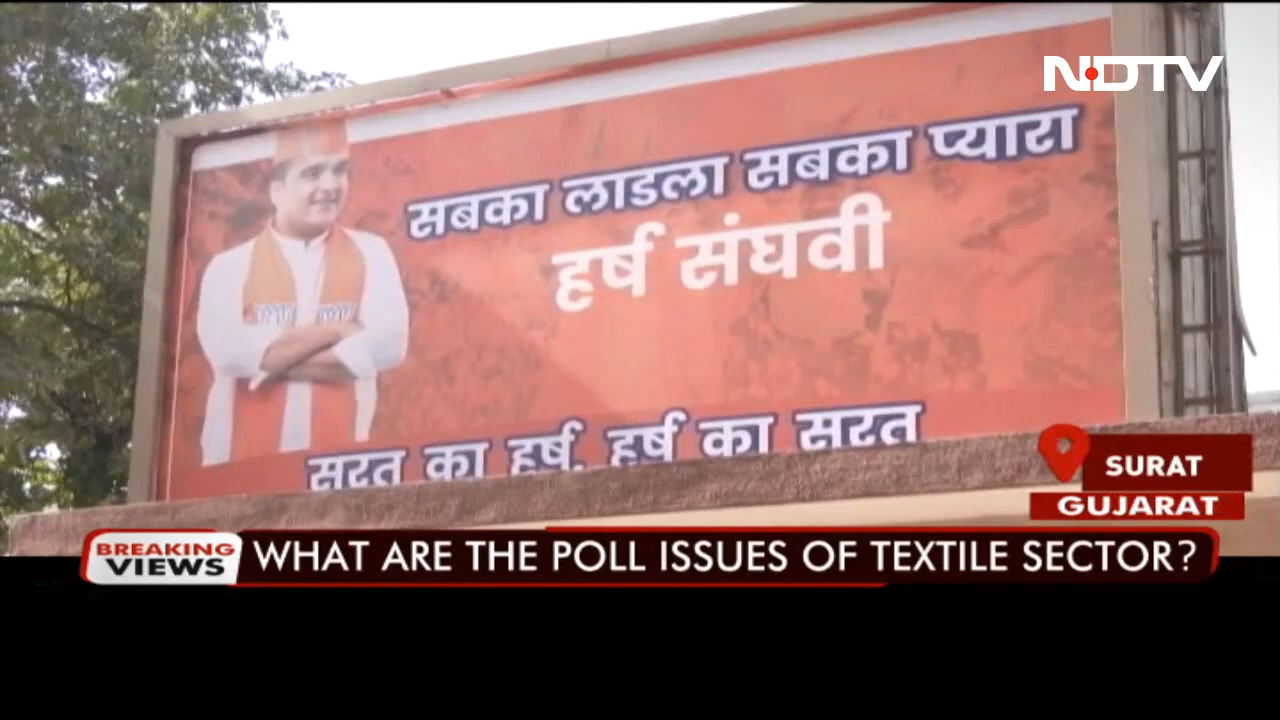 NDTV
सबका लाडला सबका प्यारा
हर्ष संघवी
सूरत का हर्ष, हर्ष का सूरत
SURAT
GUJARAT
BREAKING VIEWS
WHAT ARE THE POLL ISSUES OF TEXTILE SECTOR?